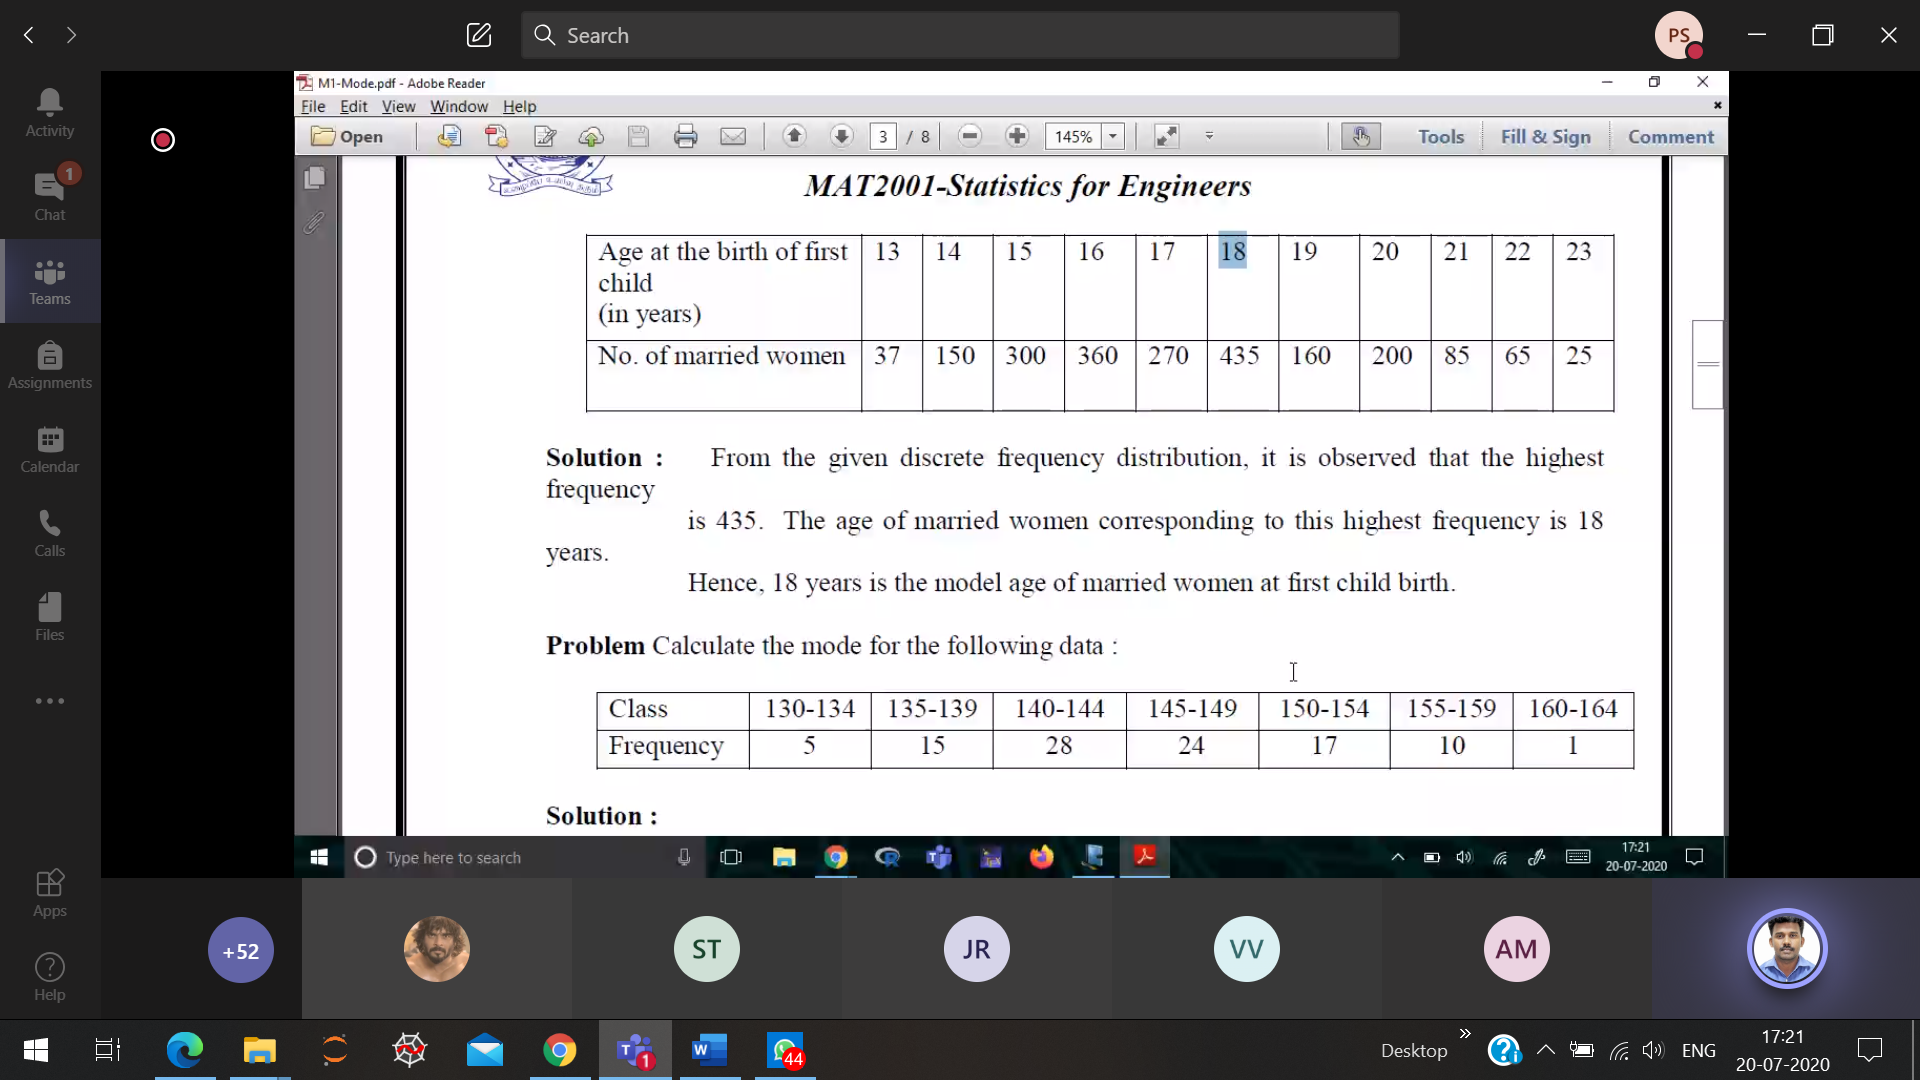 Search
PS
Activity
Chat
1
Teams
Assignments
Calendar
Calls
Files
Apps
Help
M1-Mode.pdf - Adobe Reader
File Edit View Window Help
Open 3 / 8 145% Tools Fill & Sign Comment
MAT2001-Statistics for Engineers
Age at the birth of first child (in years) 13 14 15 16 17 18 19 20 21 22 23
No. of married women 37 150 300 360 270 435 160 200 85 65 25
Solution : From the given discrete frequency distribution, it is observed that the highest
frequency
is 435. The age of married women corresponding to this highest frequency is 18
years.
Hence, 18 years is the model age of married women at first child birth.
Problem Calculate the mode for the following data :
Class 130-134 135-139 140-144 145-149 150-154 155-159 160-164
Frequency 5 15 28 24 17 10 1
Solution :
Type here to search
17:21
20-07-2020
+52 ST JR VV AM
1
44
Desktop
ENG
17:21
20-07-2020